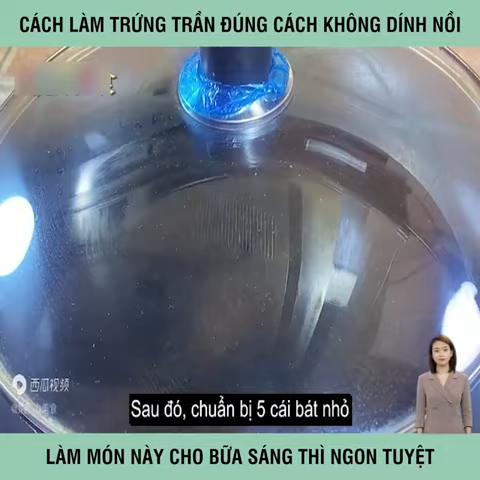 CÁCH LÀM TRỨNG TRẦN ĐÚNG CÁCH KHÔNG DÍNH NỒI
西瓜视频
Sau đó, chuẩn bị 5 cái bát nhỏ
LÀM MÓN NÀY CHO BỮA SÁNG THÌ NGON TUYỆT